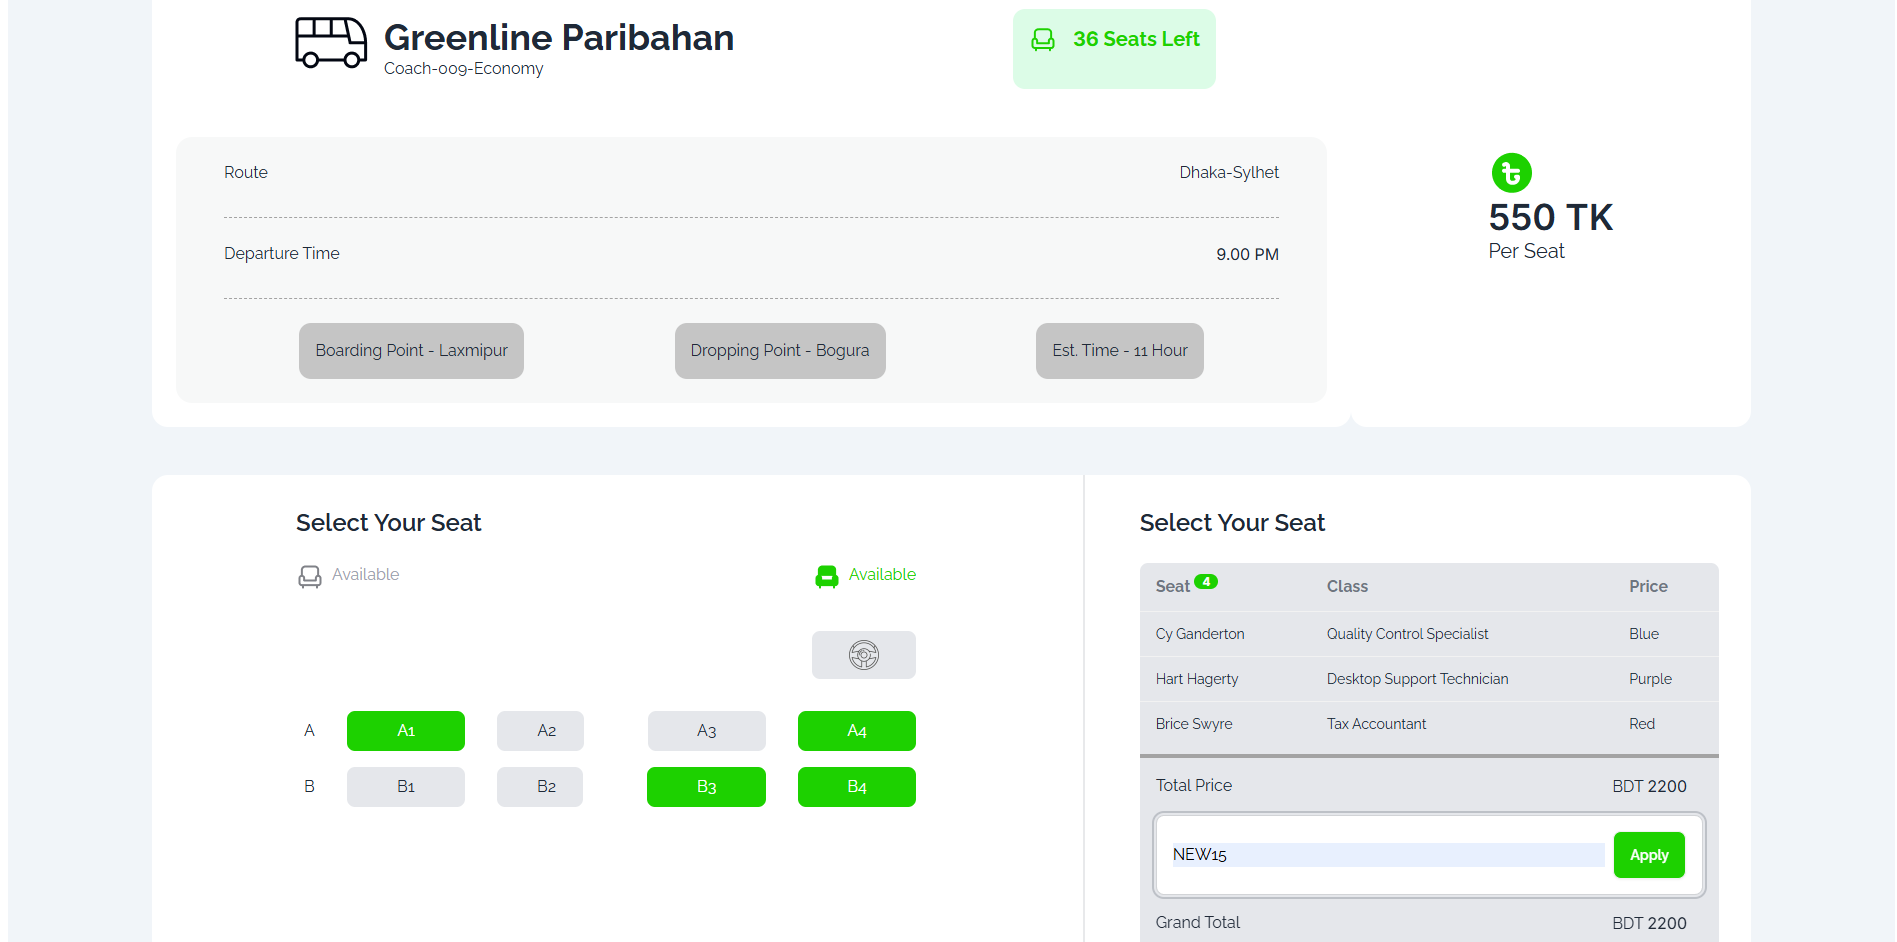 Greenline Paribahan
Coach-009-Economy
36 Seats Left
Route
Dhaka-Sylhet
Departure Time
9.00 PM
Boarding Point - Laxmipur
Dropping Point - Bogura
Est. Time - 11 Hour
550 TK
Per Seat
Select Your Seat
Available
Available
A A1 A2 A3 A4
B B1 B2 B3 B4
Select Your Seat
Seat 4 Class Price
Cy Ganderton Quality Control Specialist Blue
Hart Hagerty Desktop Support Technician Purple
Brice Swyre Tax Accountant Red
Total Price BDT 2200
NEW15 Apply
Grand Total BDT 2200